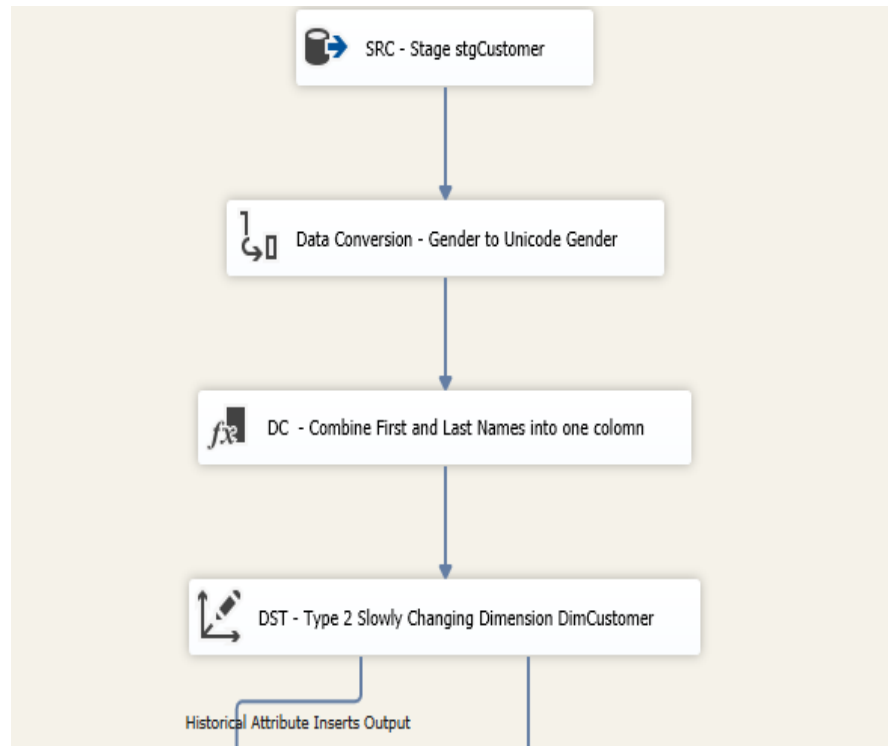 SRC - Stage stgCustomer
Data Conversion - Gender to Unicode Gender
DC  - Combine First and Last Names into one colomn
DST - Type 2 Slowly Changing Dimension DimCustomer
Historical Attribute Inserts Output